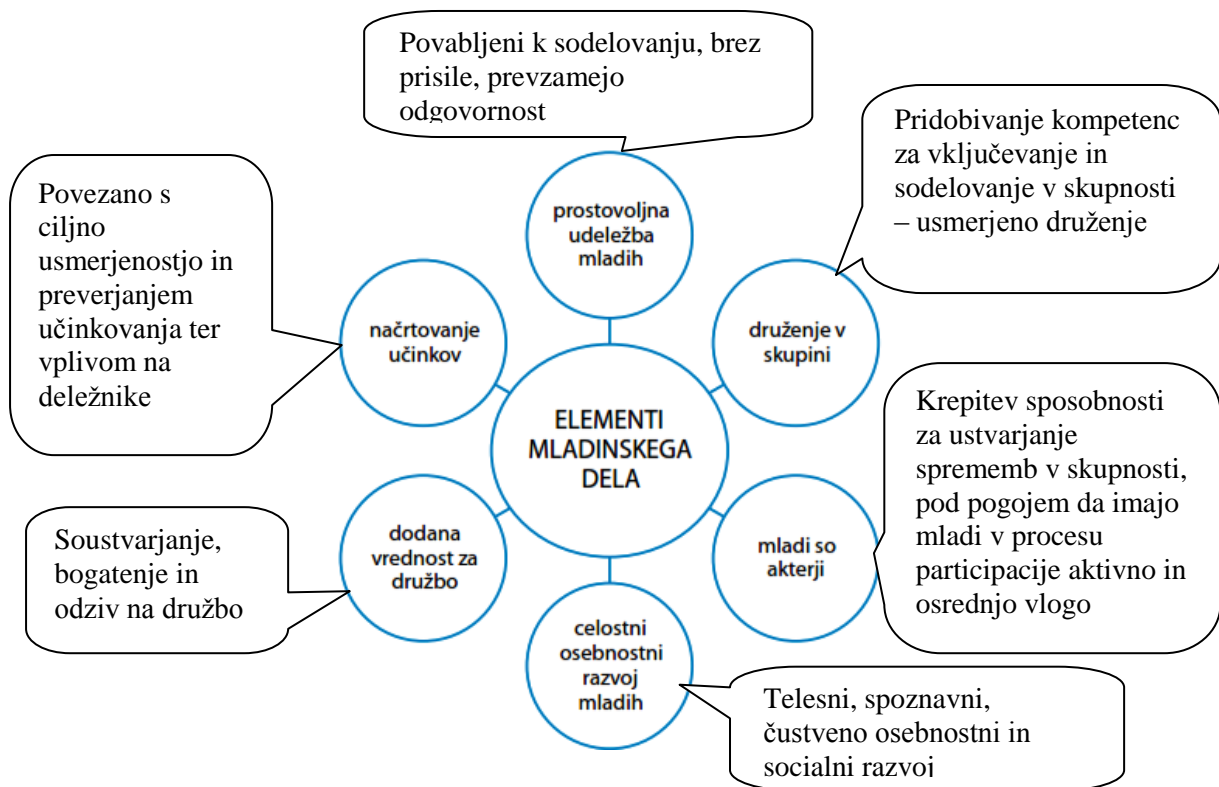 Povabljeni k sodelovanju, brez
prisile, prevzamejo
odgovornost
Pridobivanje kompetenc
za vključevanje in
sodelovanje v skupnosti
– usmerjeno druženje
Povezano s
ciljno
usmerjenostjo in
preverjanjem
učinkovanja ter
vplivom na
deležnike
prostovoljna
udeležba
mladih
načrtovanje
učinkov
druženje v
skupini
ELEMENTI
MLADINSKEGA
DELA
Krepitev sposobnosti
za ustvarjanje
sprememb v skupnosti,
pod pogojem da imajo
mladi v procesu
participacije aktivno in
osrednjo vlogo
Soustvarjanje,
bogatenje in
odziv na družbo
dodana
vrednost za
družbo
mladi so
akterji
celostni
osebnostni
razvoj
mladih
Telesni, spoznavni,
čustveno osebnostni in
socialni razvoj